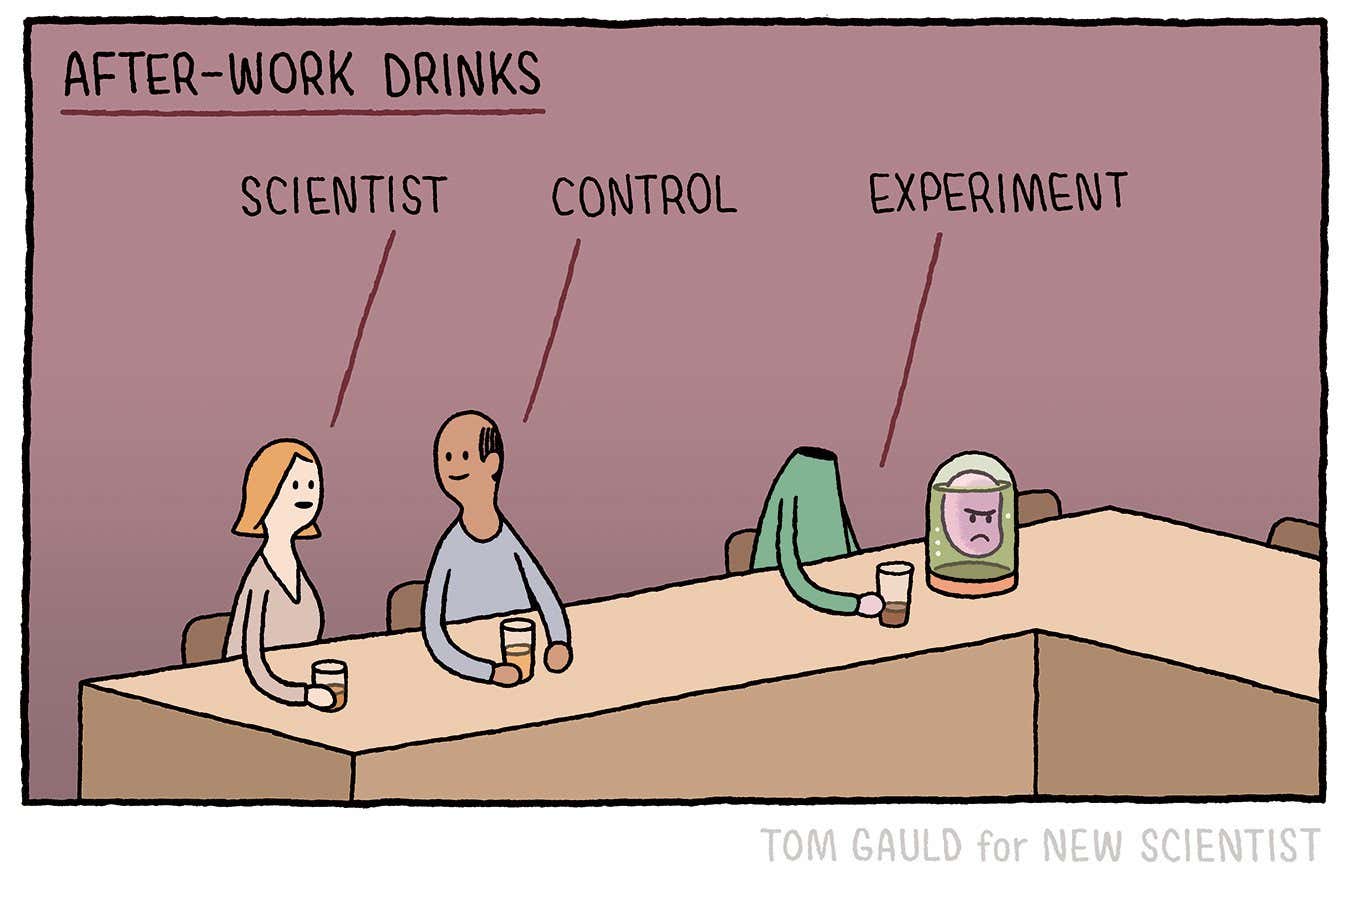 AFTER-WORK DRINKS
SCIENTIST CONTROL EXPERIMENT
TOM GAULD for NEW SCIENTIST